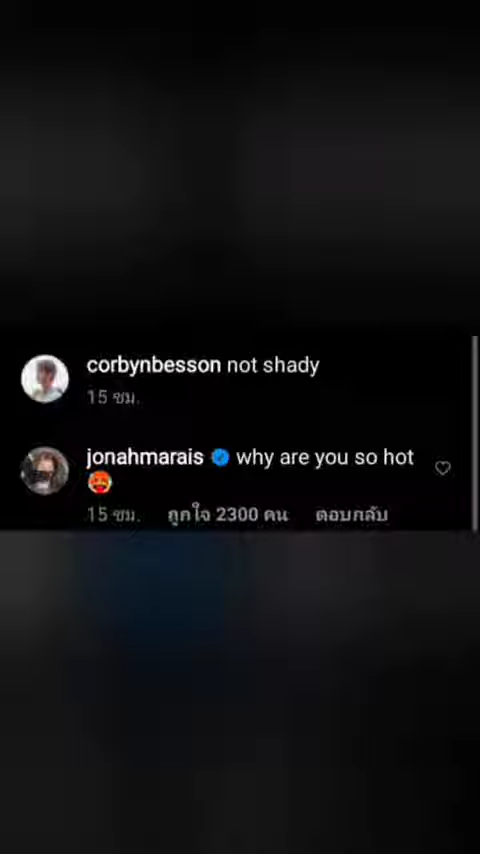 corbynbesson not shady
15 ชม.
jonahmarais why are you so hot
🥵
15 ชม. ถูกใจ 2300 คน ตอบกลับ